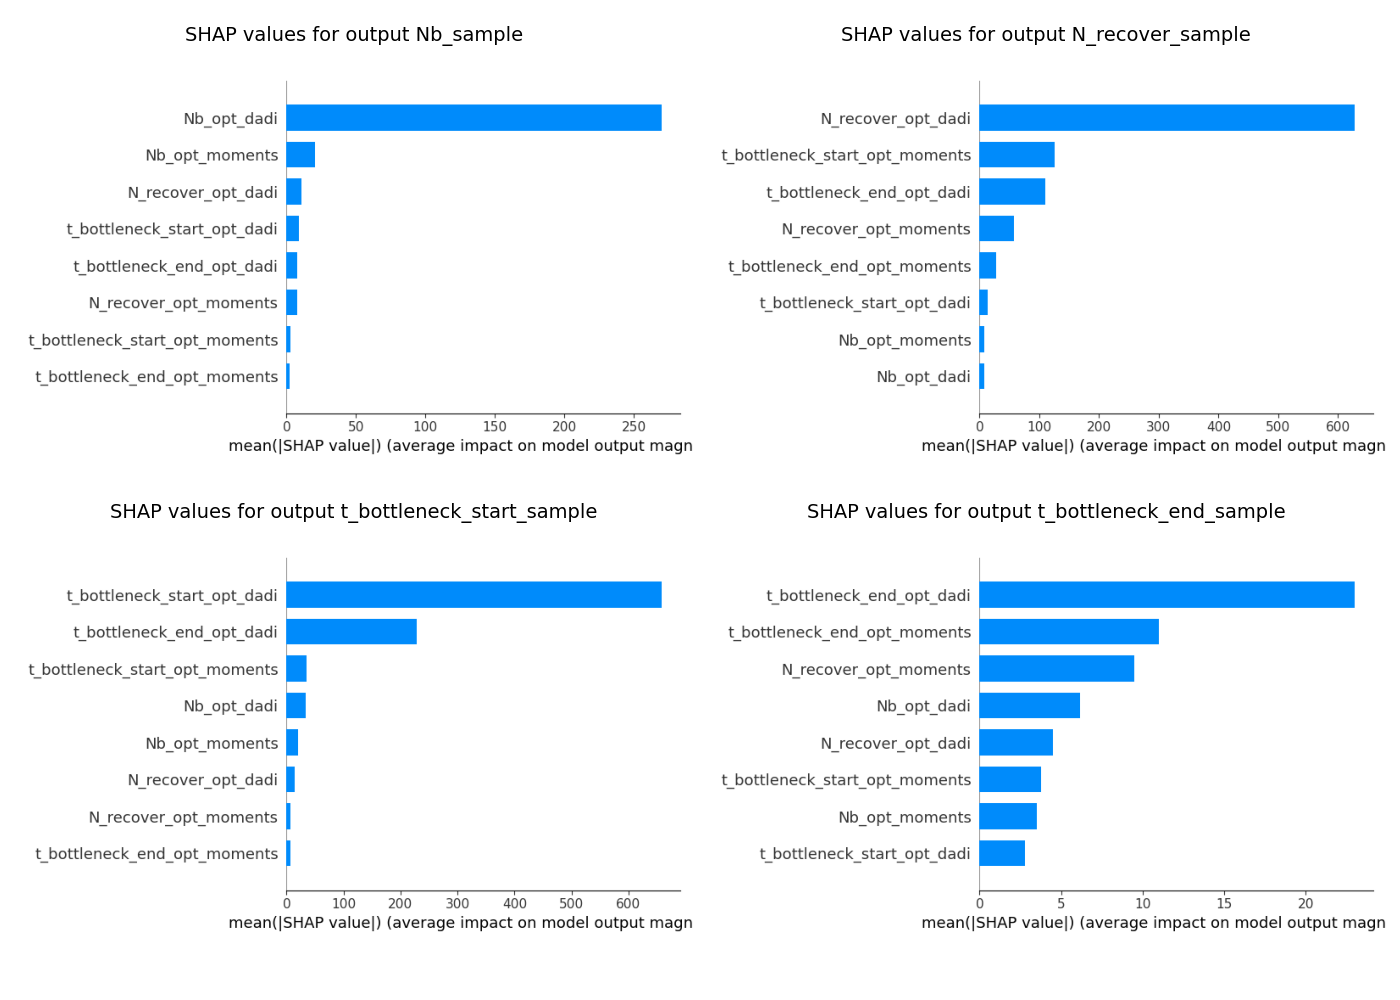 SHAP values for output Nb_sample
Nb_opt_dadi
Nb_opt_moments
N_recover_opt_dadi
t_bottleneck_start_opt_dadi
t_bottleneck_end_opt_dadi
N_recover_opt_moments
t_bottleneck_start_opt_moments
t_bottleneck_end_opt_moments
0 50 100 150 200 250
mean(|SHAP value|) (average impact on model output magn
SHAP values for output N_recover_sample
N_recover_opt_dadi
t_bottleneck_start_opt_moments
t_bottleneck_end_opt_dadi
N_recover_opt_moments
t_bottleneck_end_opt_moments
t_bottleneck_start_opt_dadi
Nb_opt_moments
Nb_opt_dadi
0 100 200 300 400 500 600
mean(|SHAP value|) (average impact on model output magn
SHAP values for output t_bottleneck_start_sample
t_bottleneck_start_opt_dadi
t_bottleneck_end_opt_dadi
t_bottleneck_start_opt_moments
Nb_opt_dadi
Nb_opt_moments
N_recover_opt_dadi
N_recover_opt_moments
t_bottleneck_end_opt_moments
0 100 200 300 400 500 600
mean(|SHAP value|) (average impact on model output magn
SHAP values for output t_bottleneck_end_sample
t_bottleneck_end_opt_dadi
t_bottleneck_end_opt_moments
N_recover_opt_moments
Nb_opt_dadi
N_recover_opt_dadi
t_bottleneck_start_opt_moments
Nb_opt_moments
t_bottleneck_start_opt_dadi
0 5 10 15 20
mean(|SHAP value|) (average impact on model output magn